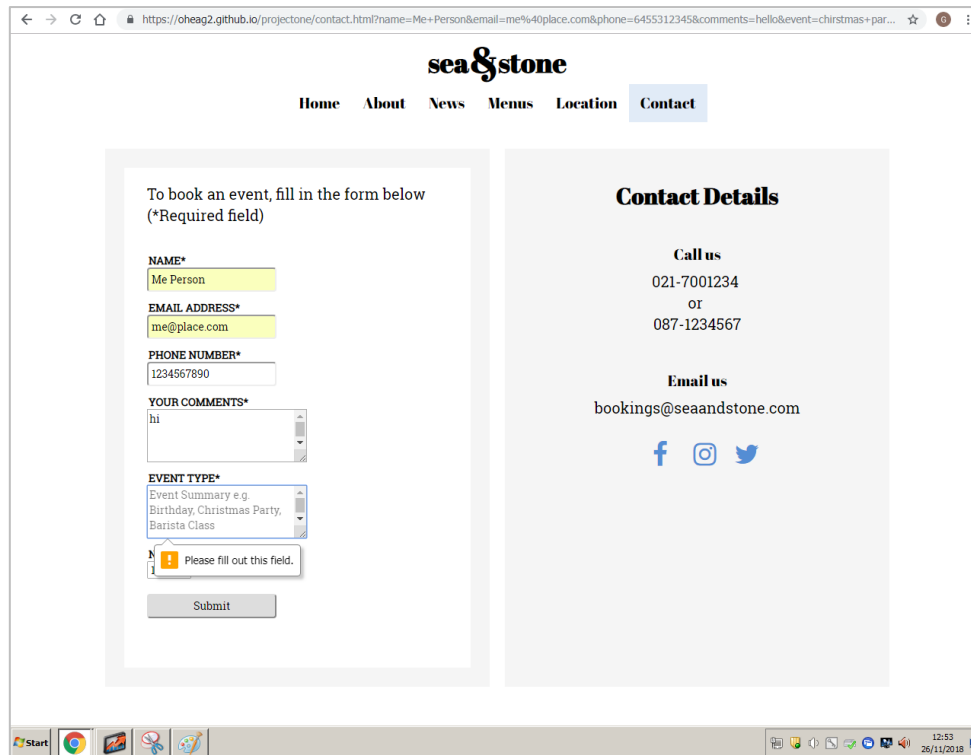 https://oheag2.github.io/projectone/contact.html?name=Me+Person&email=me%40place.com&phone=6455312345&comments=hello&event=chirstmas+par...
G
sea&stone
Home About News Menus Location Contact
To book an event, fill in the form below
(*Required field)
NAME*
Me Person
EMAIL ADDRESS*
me@place.com
PHONE NUMBER*
1234567890
YOUR COMMENTS*
hi
EVENT TYPE*
Event Summary e.g.
Birthday, Christmas Party,
Barista Class
Please fill out this field.
Submit
Contact Details
Call us
021-7001234
or
087-1234567
Email us
bookings@seaandstone.com
Start
12:53
26/11/2018